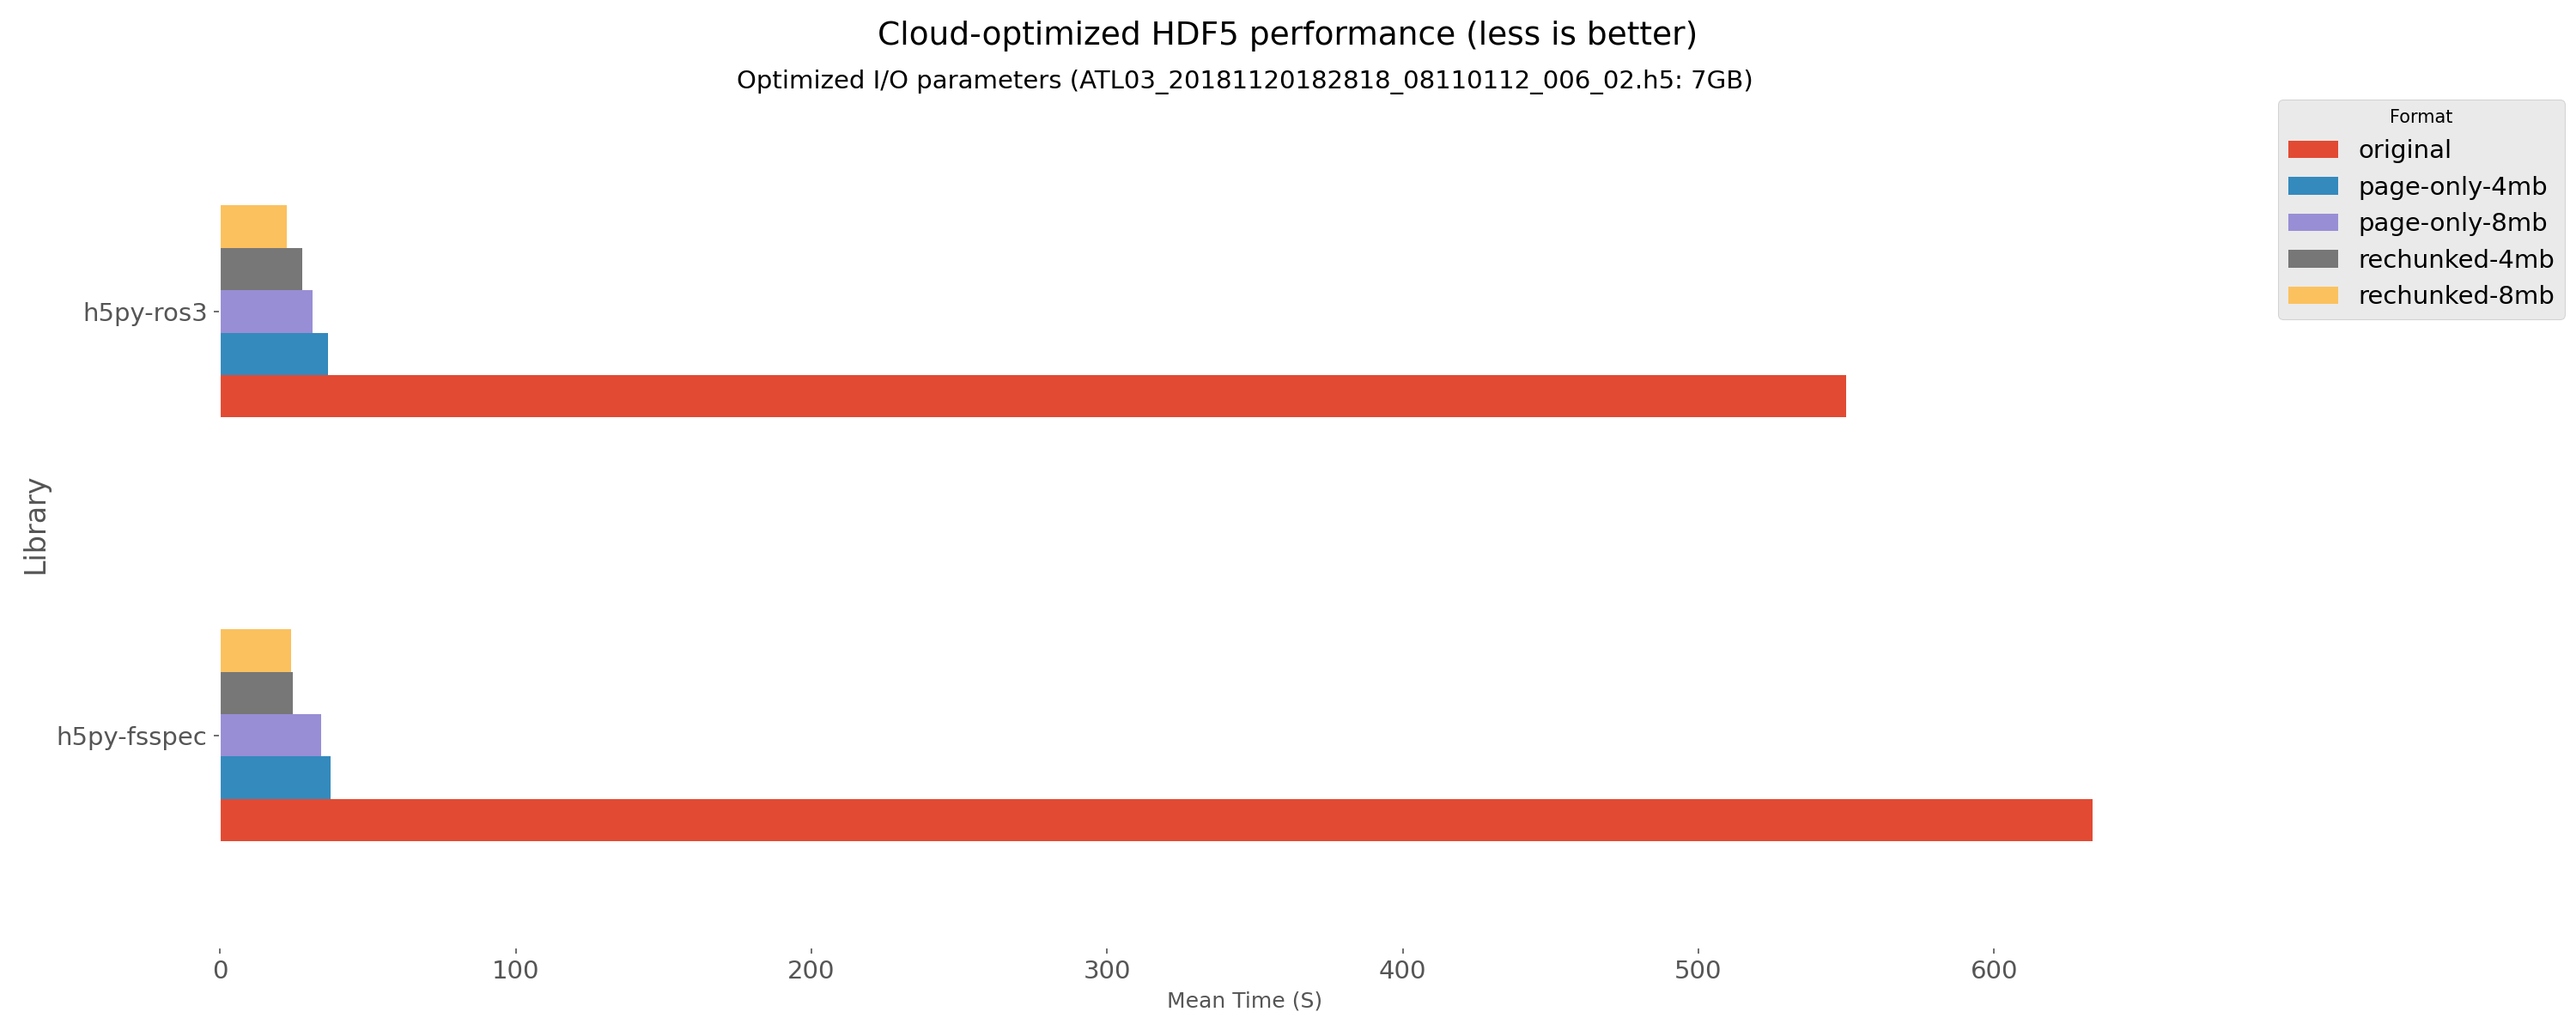 Cloud-optimized HDF5 performance (less is better)
Optimized I/O parameters (ATL03_20181120182818_08110112_006_02.h5: 7GB)
Format
original
page-only-4mb
page-only-8mb
rechunked-4mb
rechunked-8mb
Library
h5py-ros3
h5py-fsspec
0 100 200 300 400 500 600
Mean Time (S)